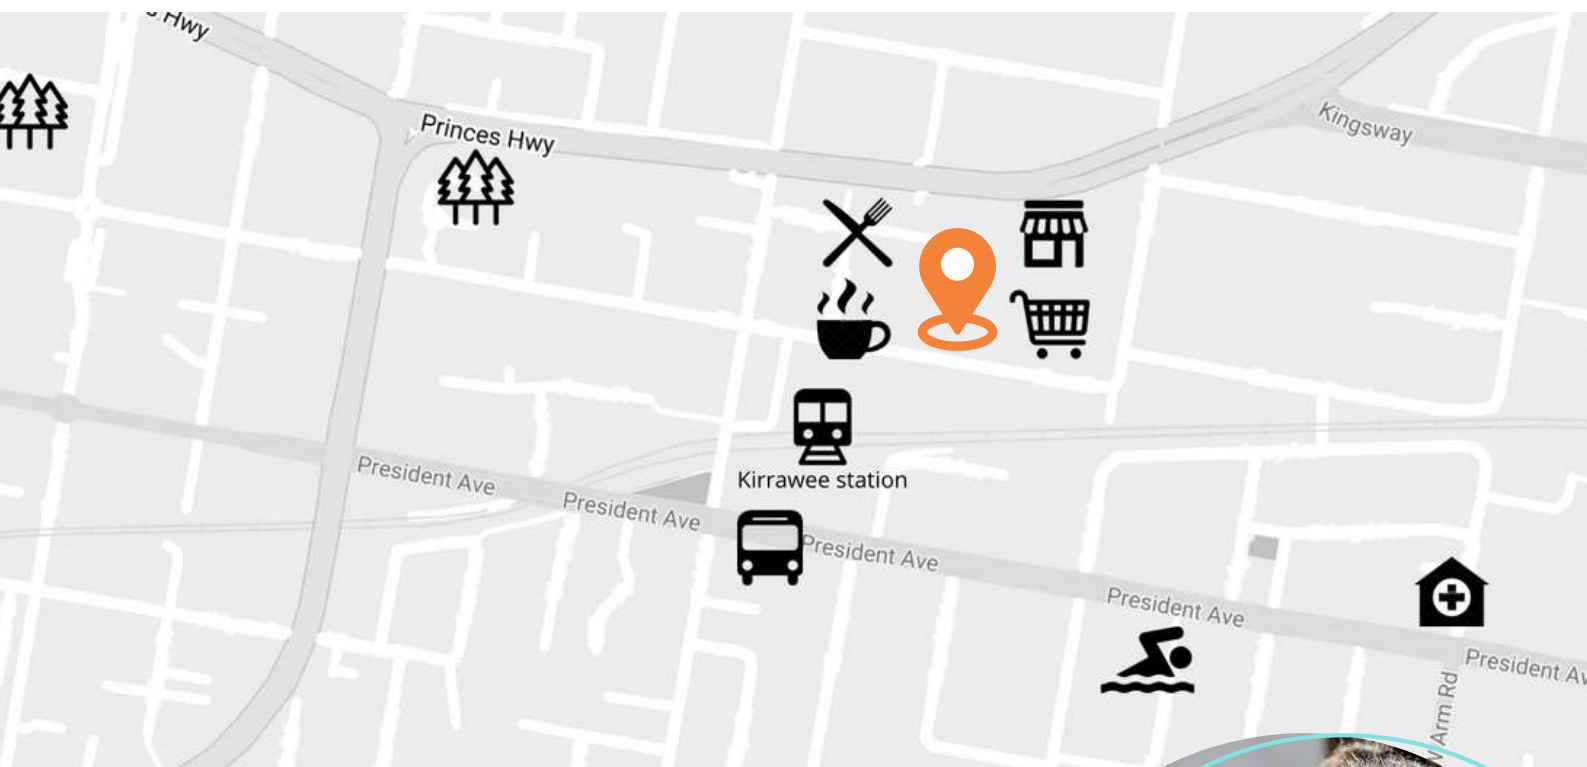 Hwy
Princes Hwy
Kingsway
President Ave
Kirrawee station
President Ave
President Ave
President Ave
President Av
Arm Rd